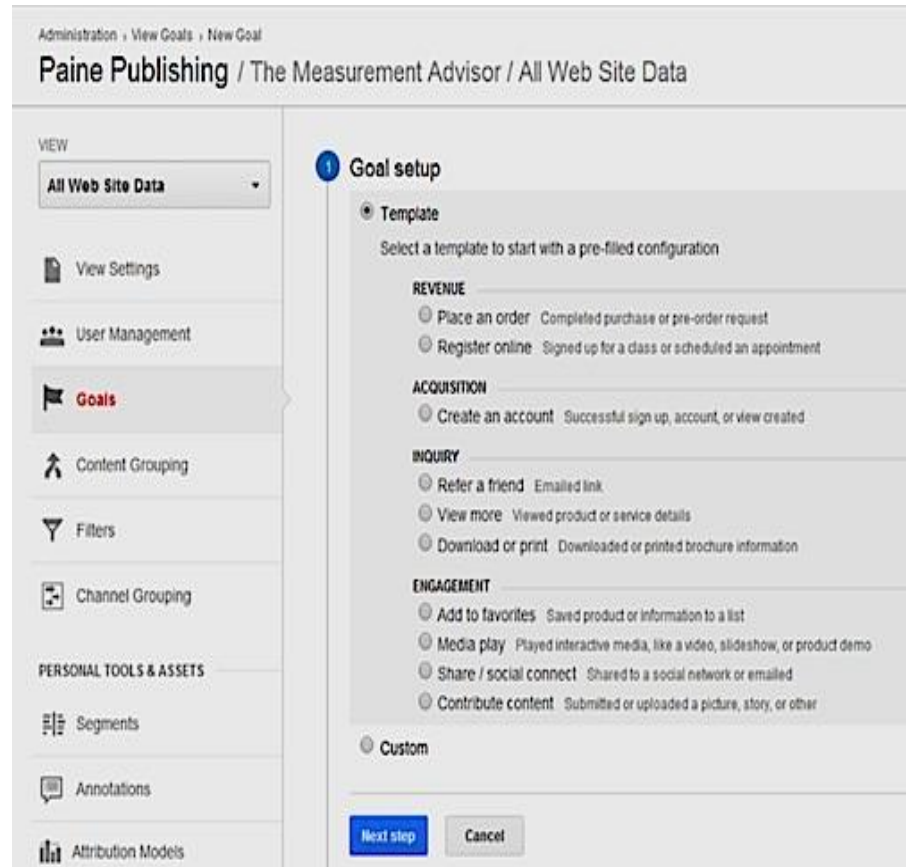 Administration › View Goals › New Goal
Paine Publishing / The Measurement Advisor / All Web Site Data
VIEW
All Web Site Data
View Settings
User Management
Goals
Content Grouping
Filters
Channel Grouping
PERSONAL TOOLS & ASSETS
Segments
Annotations
Attribution Models
1 Goal setup
Template
Select a template to start with a pre-filled configuration
REVENUE
Place an order Completed purchase or pre-order request
Register online Signed up for a class or scheduled an appointment
ACQUISITION
Create an account Successful sign up, account, or view created
INQUIRY
Refer a friend Emailed link
View more Viewed product or service details
Download or print Downloaded or printed brochure information
ENGAGEMENT
Add to favorites Saved product or information to a list
Media play Played interactive media, like a video, slideshow, or product demo
Share / social connect Shared to a social network or emailed
Contribute content Submitted or uploaded a picture, story, or other
Custom
Next step Cancel